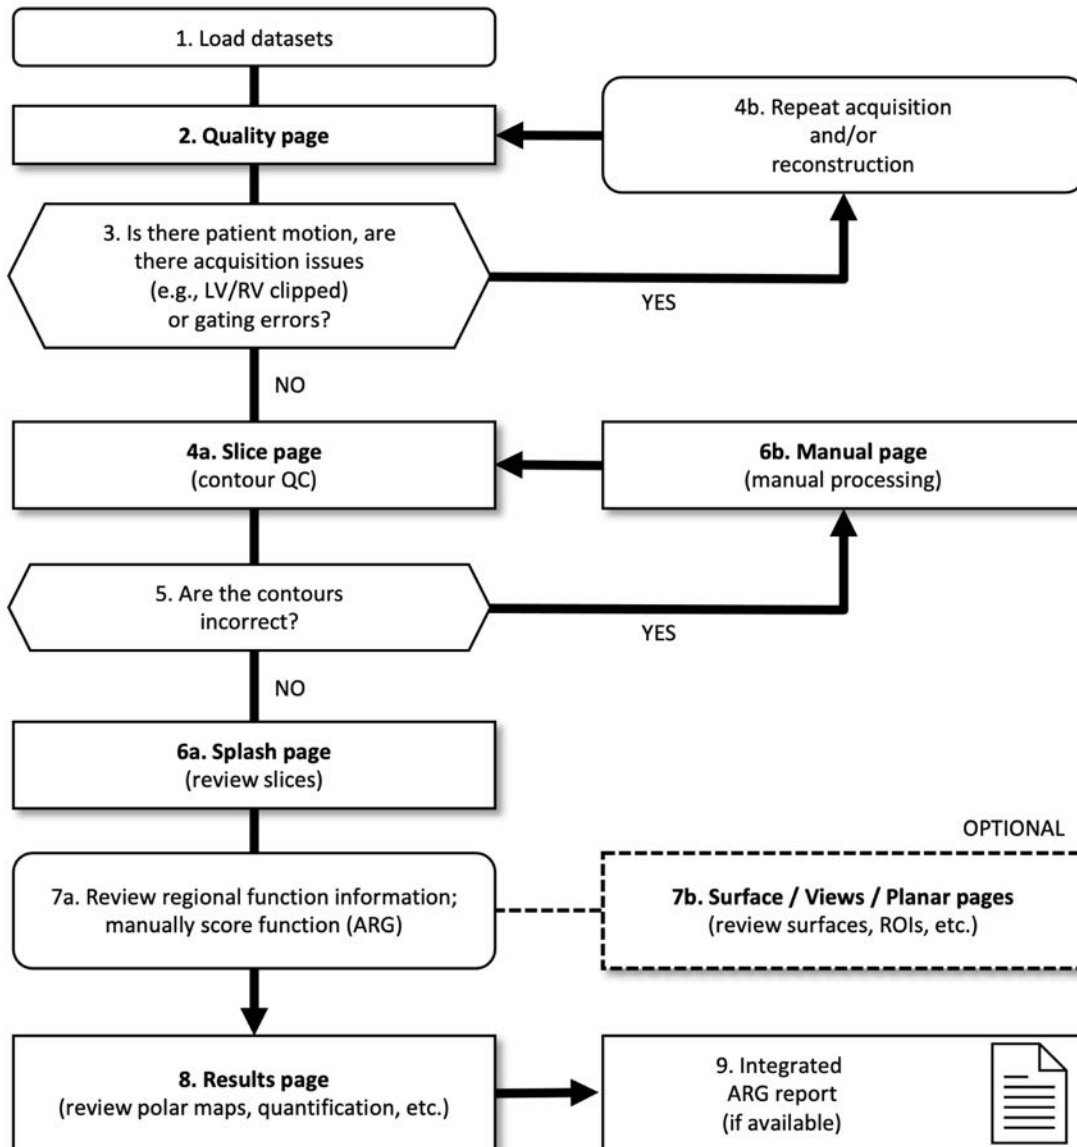 1. Load datasets
2. Quality page
4b. Repeat acquisition
and/or
reconstruction
3. Is there patient motion, are
there acquisition issues
(e.g., LV/RV clipped)
or gating errors?
YES
NO
4a. Slice page
(contour QC)
6b. Manual page
(manual processing)
5. Are the contours
incorrect?
YES
NO
6a. Splash page
(review slices)
OPTIONAL
7a. Review regional function information;
manually score function (ARG)
7b. Surface / Views / Planar pages
(review surfaces, ROIs, etc.)
8. Results page
(review polar maps, quantification, etc.)
9. Integrated
ARG report
(if available)